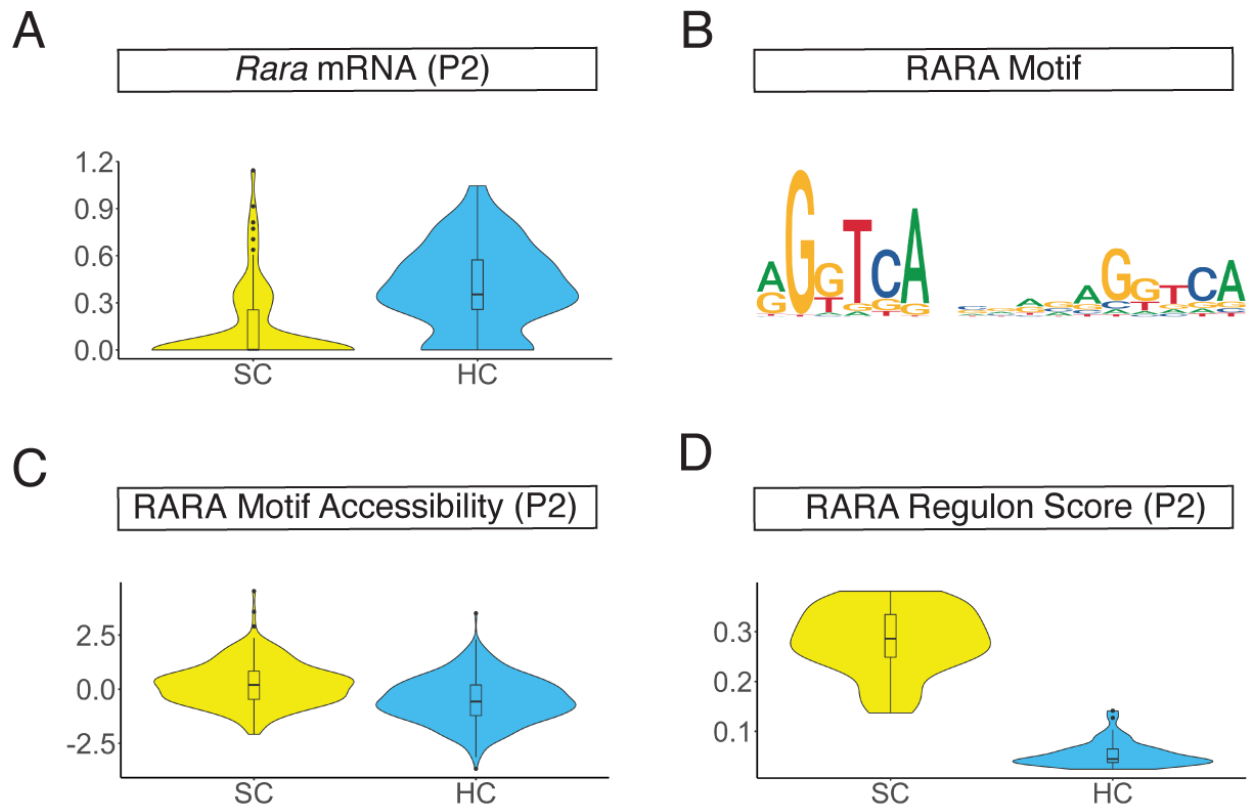 A
Rara mRNA (P2)
1.2
0.9
0.6
0.3
0.0
SC
HC
B
RARA Motif
AGGTCA
AGGTCA
C
RARA Motif Accessibility (P2)
2.5
0.0
-2.5
SC
HC
D
RARA Regulon Score (P2)
0.3
0.2
0.1
SC
HC